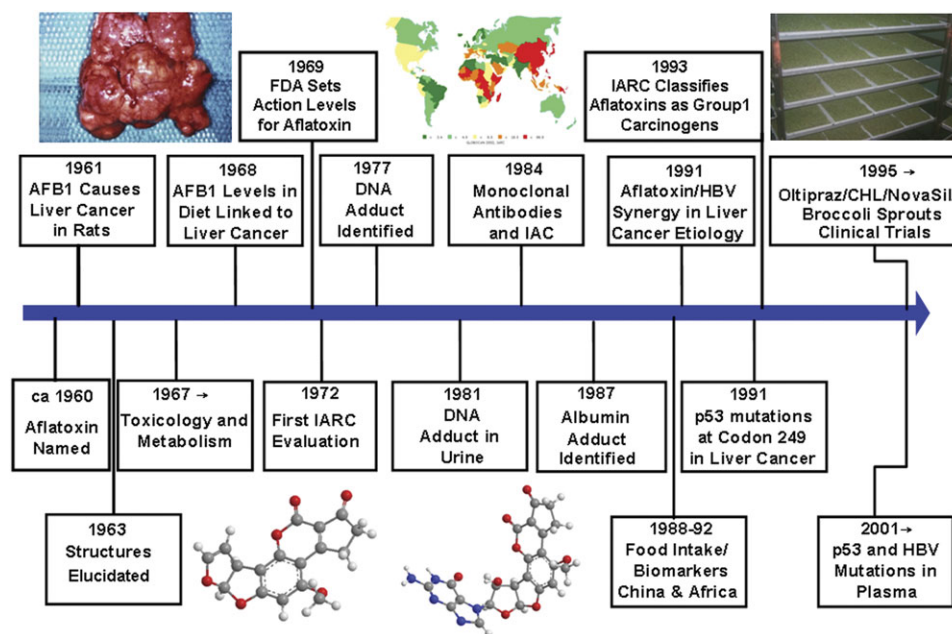 1969
FDA Sets
Action Levels
for Aflatoxin
1993
IARC Classifies
Aflatoxins as Group1
Carcinogens
1961
AFB1 Causes
Liver Cancer
in Rats
1968
AFB1 Levels in
Diet Linked to
Liver Cancer
1977
DNA
Adduct
Identified
1984
Monoclonal
Antibodies
and IAC
1991
Aflatoxin/HBV
Synergy in Liver
Cancer Etiology
1995 →
Oltipraz/CHL/NovaSil
Broccoli Sprouts
Clinical Trials
ca 1960
Aflatoxin
Named
1967 →
Toxicology and
Metabolism
1972
First IARC
Evaluation
1981
DNA
Adduct in
Urine
1987
Albumin
Adduct
Identified
1991
p53 mutations
at Codon 249
in Liver Cancer
1963
Structures
Elucidated
1988-92
Food Intake/
Biomarkers
China & Africa
2001→
p53 and HBV
Mutations in
Plasma